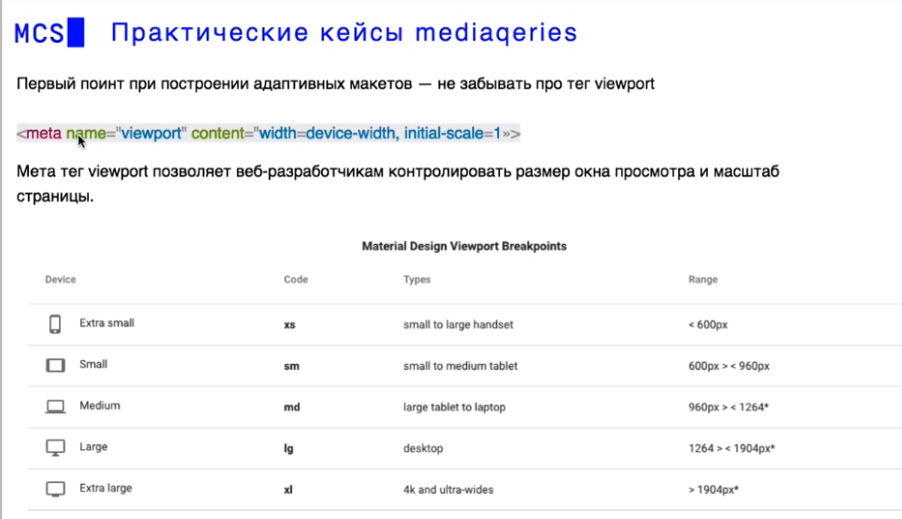 MCS Практические кейсы mediaqeries
Первый поинт при построении адаптивных макетов — не забывать про тег viewport
<meta name="viewport" content="width=device-width, initial-scale=1»>
Мета тег viewport позволяет веб-разработчикам контролировать размер окна просмотра и масштаб
страницы.
Material Design Viewport Breakpoints
Device Code Types Range
Extra small xs small to large handset < 600px
Small sm small to medium tablet 600px > < 960px
Medium md large tablet to laptop 960px > < 1264*
Large lg desktop 1264 > < 1904px*
Extra large xl 4k and ultra-wides > 1904px*